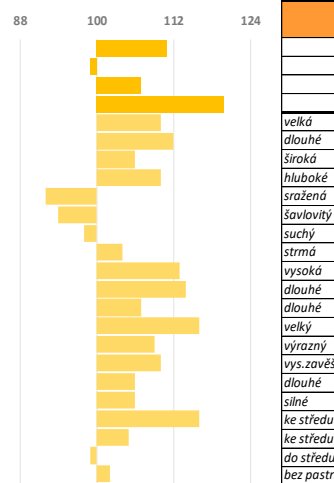 88 100 112 124
velká
dlouhé
široká
hluboké
sražená
šavlovitý
suchý
strmá
vysoká
dlouhé
dlouhé
velký
výrazný
vys.zavěš
dlouhé
silné
ke středu
ke středu
do středu
bez pastr